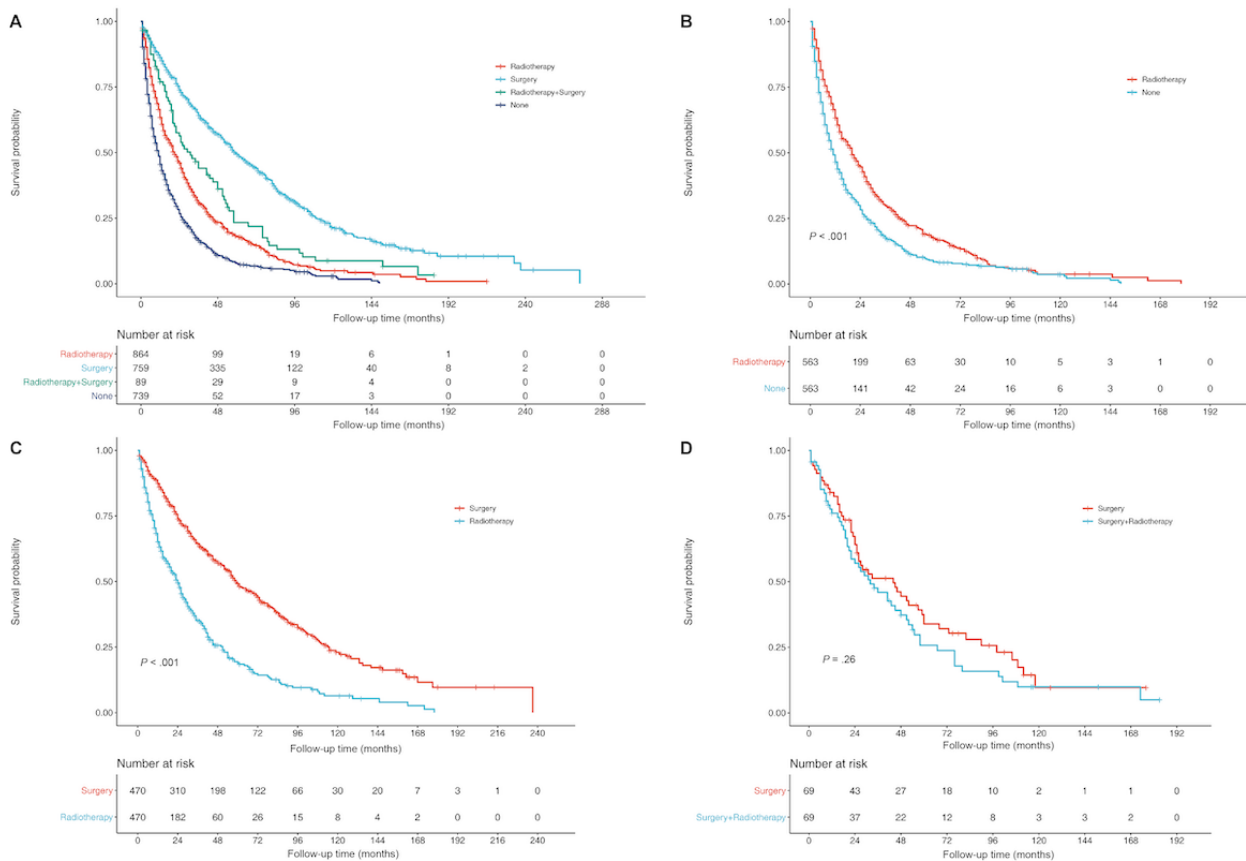 A
1.00
0.75
0.50
0.25
0.00
Survival probability
Radiotherapy
Surgery
Radiotherapy+Surgery
None
0 48 96 144 192 240 288
Follow-up time (months)
Number at risk
Radiotherapy 864 99 19 6 1 0 0
Surgery 759 335 122 40 8 2 0
Radiotherapy+Surgery 89 29 9 4 0 0 0
None 739 52 17 3 0 0 0
0 48 96 144 192 240 288
Follow-up time (months)
B
1.00
0.75
0.50
0.25
0.00
Survival probability
Radiotherapy
None
P < .001
0 24 48 72 96 120 144 168 192
Follow-up time (months)
Number at risk
Radiotherapy 563 199 63 30 10 5 3 1 0
None 563 141 42 24 16 6 3 0 0
0 24 48 72 96 120 144 168 192
Follow-up time (months)
C
1.00
0.75
0.50
0.25
0.00
Survival probability
Surgery
Radiotherapy
P < .001
0 24 48 72 96 120 144 168 192 216 240
Follow-up time (months)
Number at risk
Surgery 470 310 198 122 66 30 20 7 3 1 0
Radiotherapy 470 182 60 26 15 8 4 2 0 0 0
0 24 48 72 96 120 144 168 192 216 240
Follow-up time (months)
D
1.00
0.75
0.50
0.25
0.00
Survival probability
Surgery
Surgery+Radiotherapy
P = .26
0 24 48 72 96 120 144 168 192
Follow-up time (months)
Number at risk
Surgery 69 43 27 18 10 2 1 1 0
Surgery+Radiotherapy 69 37 22 12 8 3 3 2 0
0 24 48 72 96 120 144 168 192
Follow-up time (months)